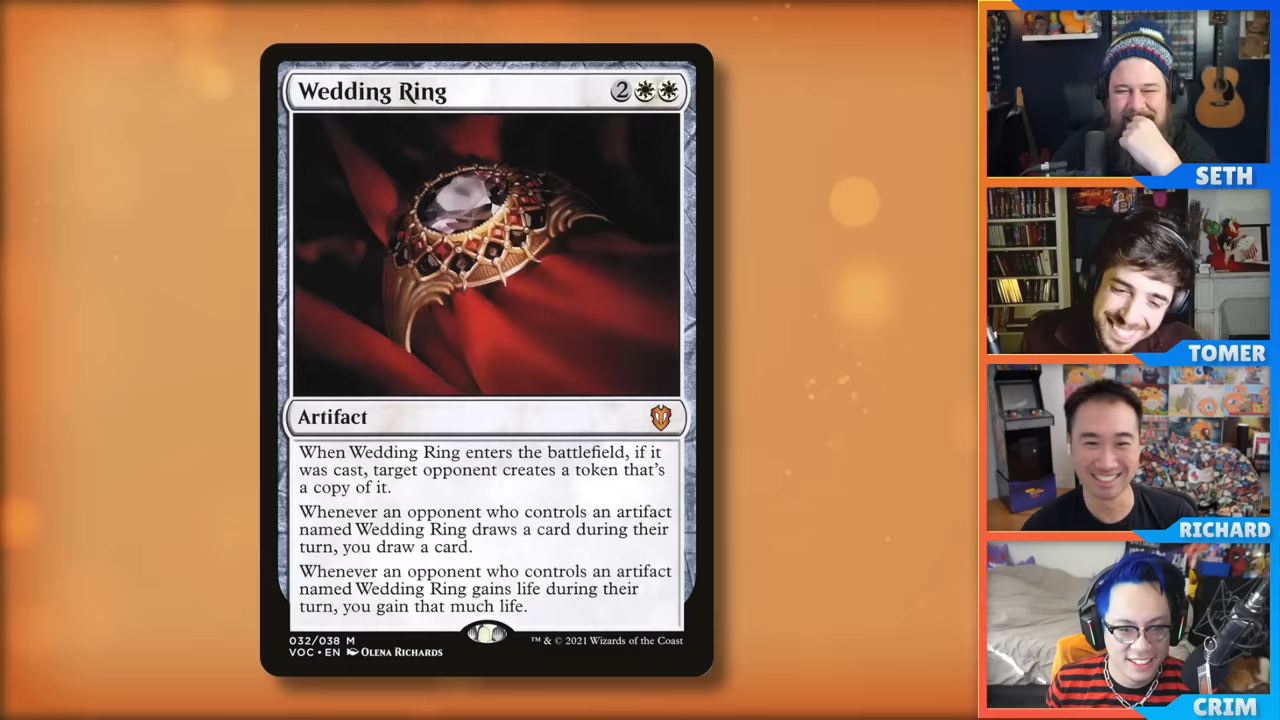 Wedding Ring 2
Artifact
When Wedding Ring enters the battlefield, if it
was cast, target opponent creates a token that's
a copy of it.
Whenever an opponent who controls an artifact
named Wedding Ring draws a card during their
turn, you draw a card.
Whenever an opponent who controls an artifact
named Wedding Ring gains life during their
turn, you gain that much life.
032/038 M
VOC • EN OLENA RICHARDS
™ & © 2021 Wizards of the Coast
SETH
TOMER
RICHARD
CRIM